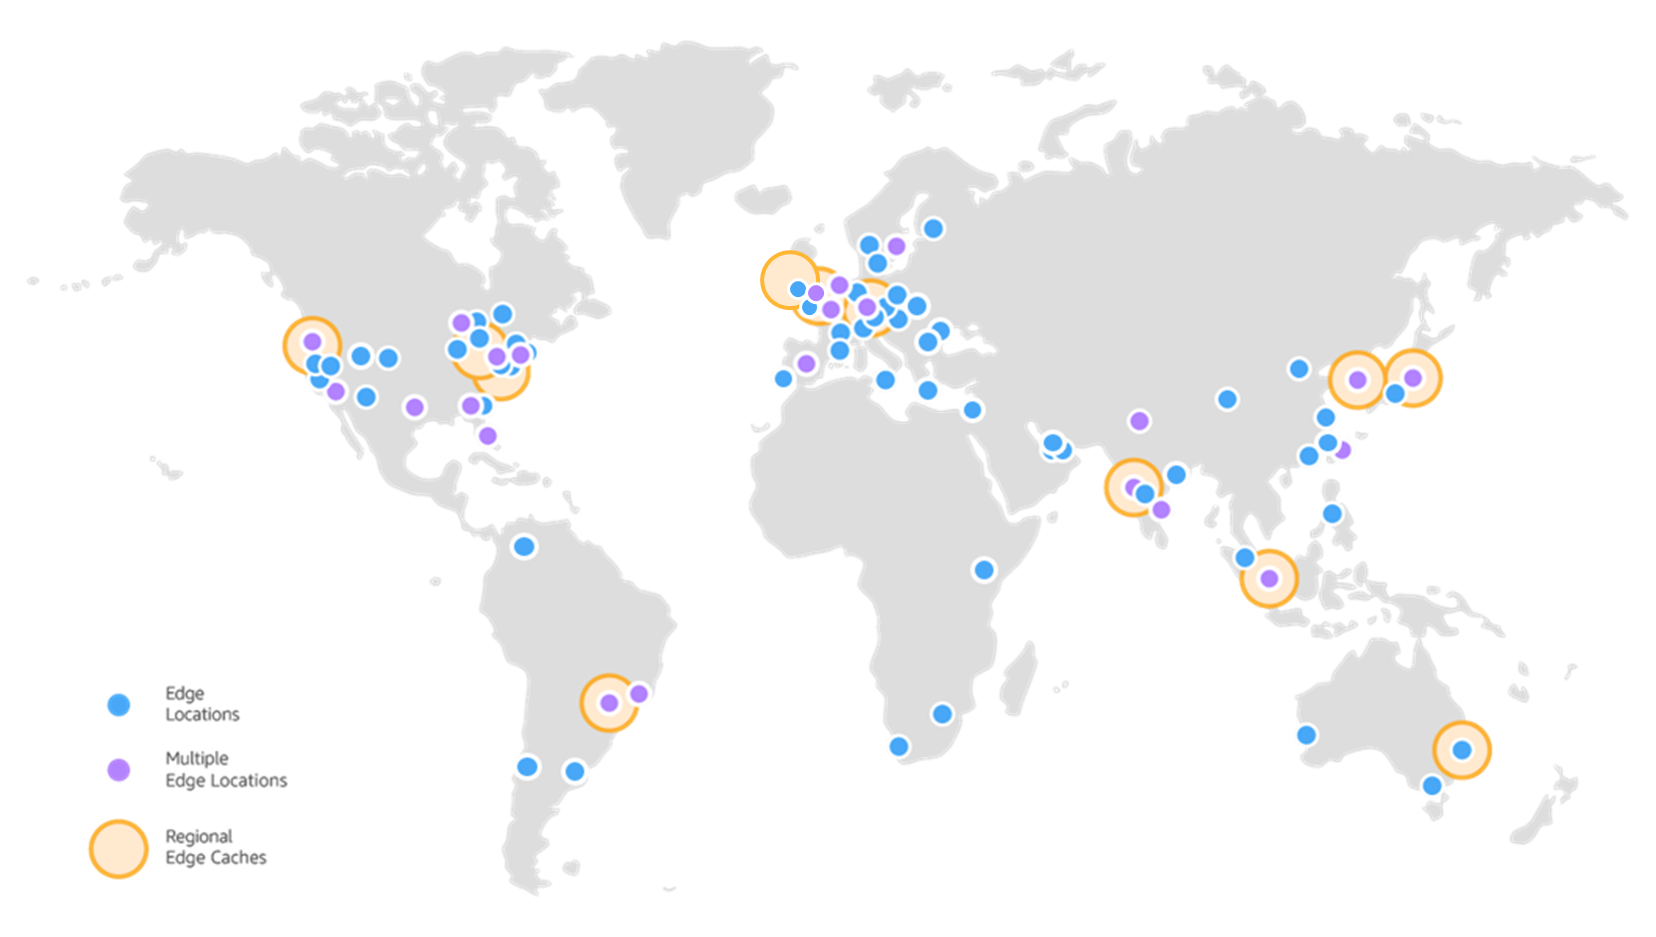 Edge
Locations
Multiple
Edge Locations
Regional
Edge Caches